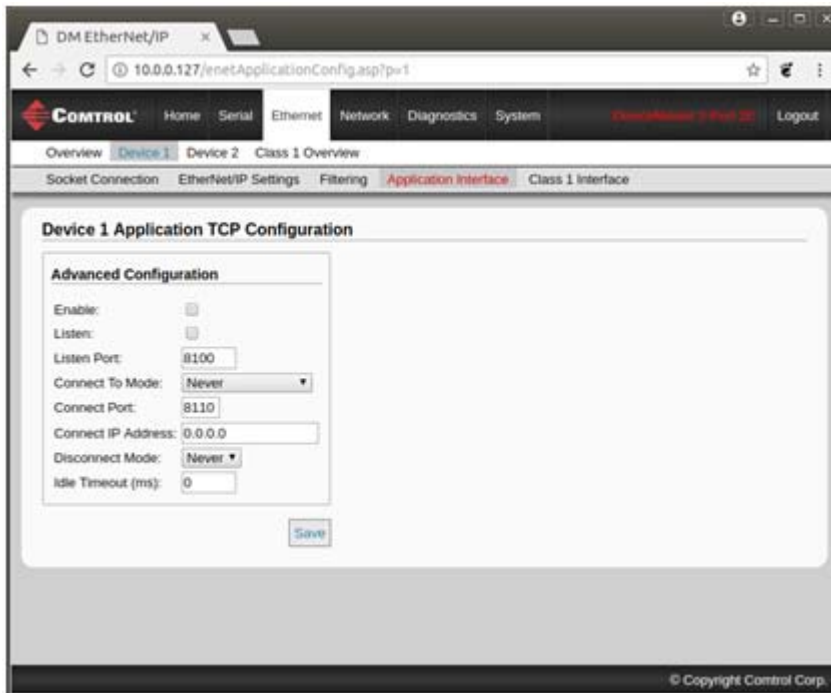 DM EtherNet/IP
10.0.0.127/enetApplicationConfig.asp?p=1
COMTROL Home Serial Ethernet Network Diagnostics System Logout
Overview Device 1 Device 2 Class 1 Overview
Socket Connection EtherNet/IP Settings Filtering Application Interface Class 1 Interface
Device 1 Application TCP Configuration
Advanced Configuration
Enable:
Listen:
Listen Port: 8100
Connect To Mode: Never
Connect Port: 8110
Connect IP Address: 0.0.0.0
Disconnect Mode: Never
Idle Timeout (ms): 0
Save
© Copyright Comtrol Corp.